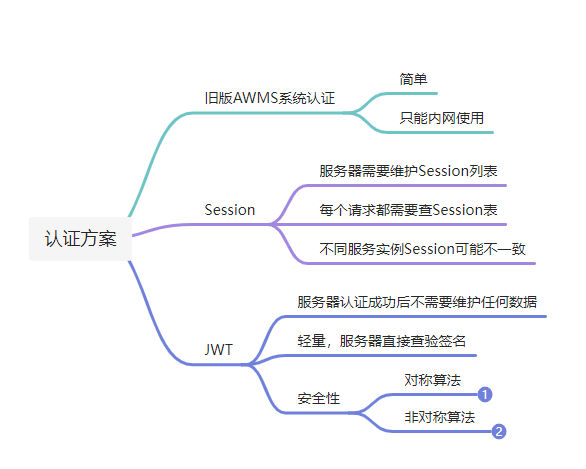 认证方案
旧版AWMS系统认证
简单
只能内网使用
Session
服务器需要维护Session列表
每个请求都需要查Session表
不同服务实例Session可能不一致
JWT
服务器认证成功后不需要维护任何数据
轻量，服务器直接查验签名
安全性
对称算法 1
非对称算法 2